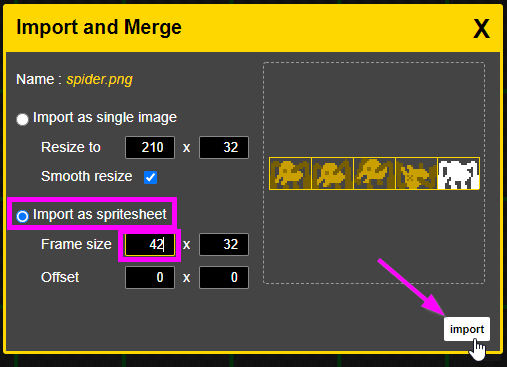 Import and Merge X
Name : spider.png
Import as single image
Resize to 210 x 32
Smooth resize
Import as spritesheet
Frame size 42 x 32
Offset 0 x 0
import